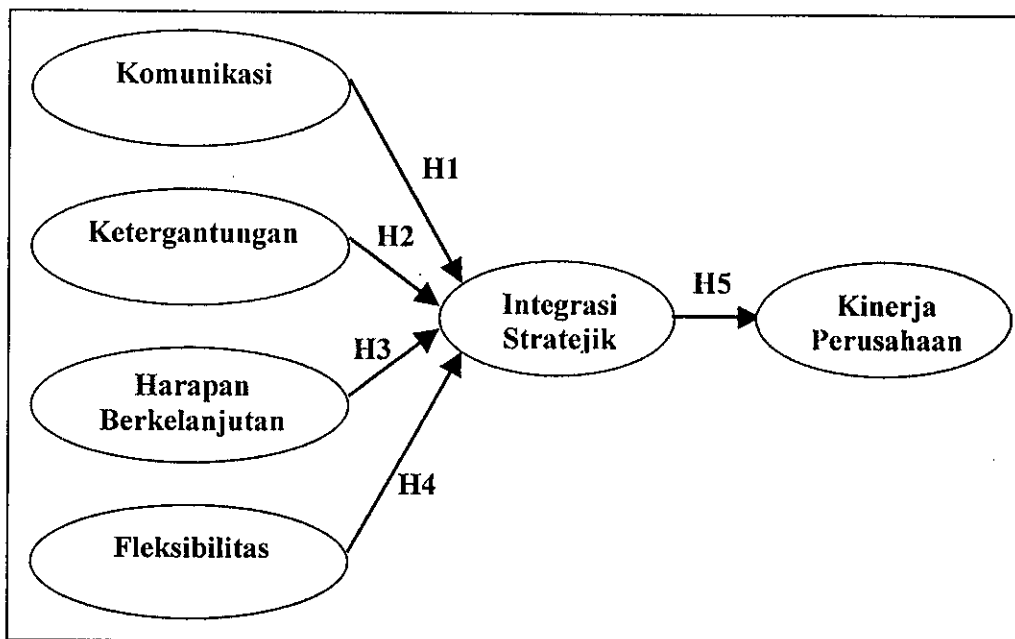 Komunikasi
H1
Ketergantungan
H2
Integrasi
Stratejik
H5
Kinerja
Perusahaan
H3
Harapan
Berkelanjutan
H4
Fleksibilitas